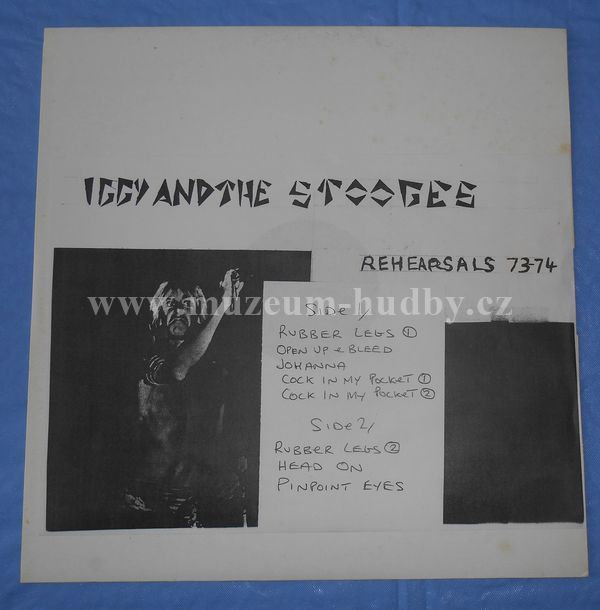 IGGY AND THE STOOGES
REHEARSALS 73-74
www.muzeum-hudby.cz
SIDE 1/
RUBBER LEGS ①
OPEN UP & BLEED
JOHANNA
COCK IN MY POCKET ①
COCK IN MY POCKET ②
SIDE 2/
RUBBER LEGS ②
HEAD ON
PINPOINT EYES